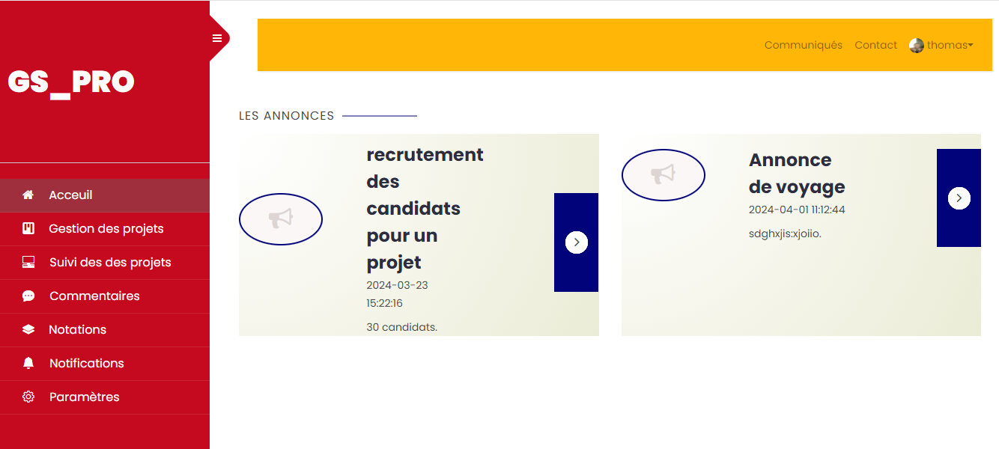 GS_PRO
Acceuil
Gestion des projets
Suivi des des projets
Commentaires
Notations
Notifications
Paramètres
Communiqués Contact thomas
LES ANNONCES
recrutement
des
candidats
pour un
projet
2024-03-23
15:22:16
30 candidats.
Annonce
de voyage
2024-04-01 11:12:44
sdghxjis:xjoiio.